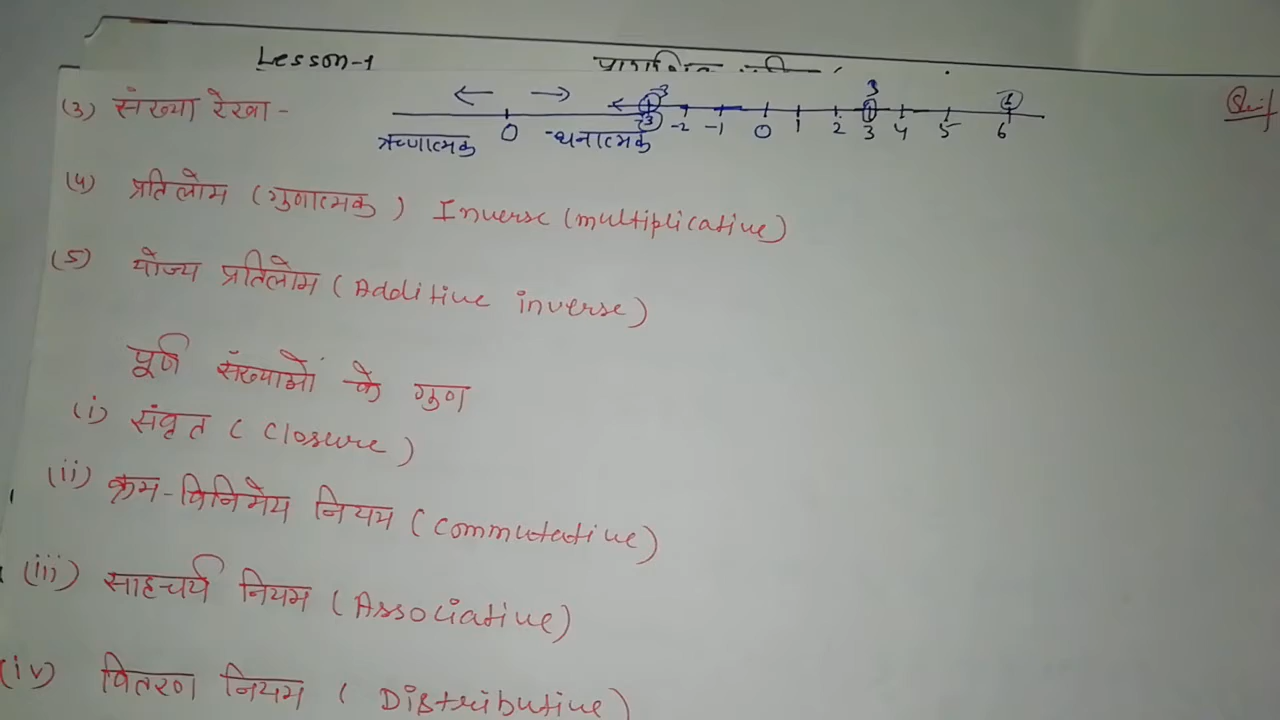 Lesson-1
(3) संख्या रेखा -
-3 3
0 -3 -2 -1 0 1 2 3 4 5 6
ऋणात्मक धनात्मक
(4) प्रतिलोम (गुणात्मक) Inverse (multiplicative)
(5) योज्य प्रतिलोम (Additive inverse)
पूर्ण संख्याओं के गुण
(i) संवृत (Closure)
(ii) क्रम-विनिमेय नियम (Commutative)
(iii) साहचर्य नियम (Associative)
(iv) वितरण नियम (Distributive)